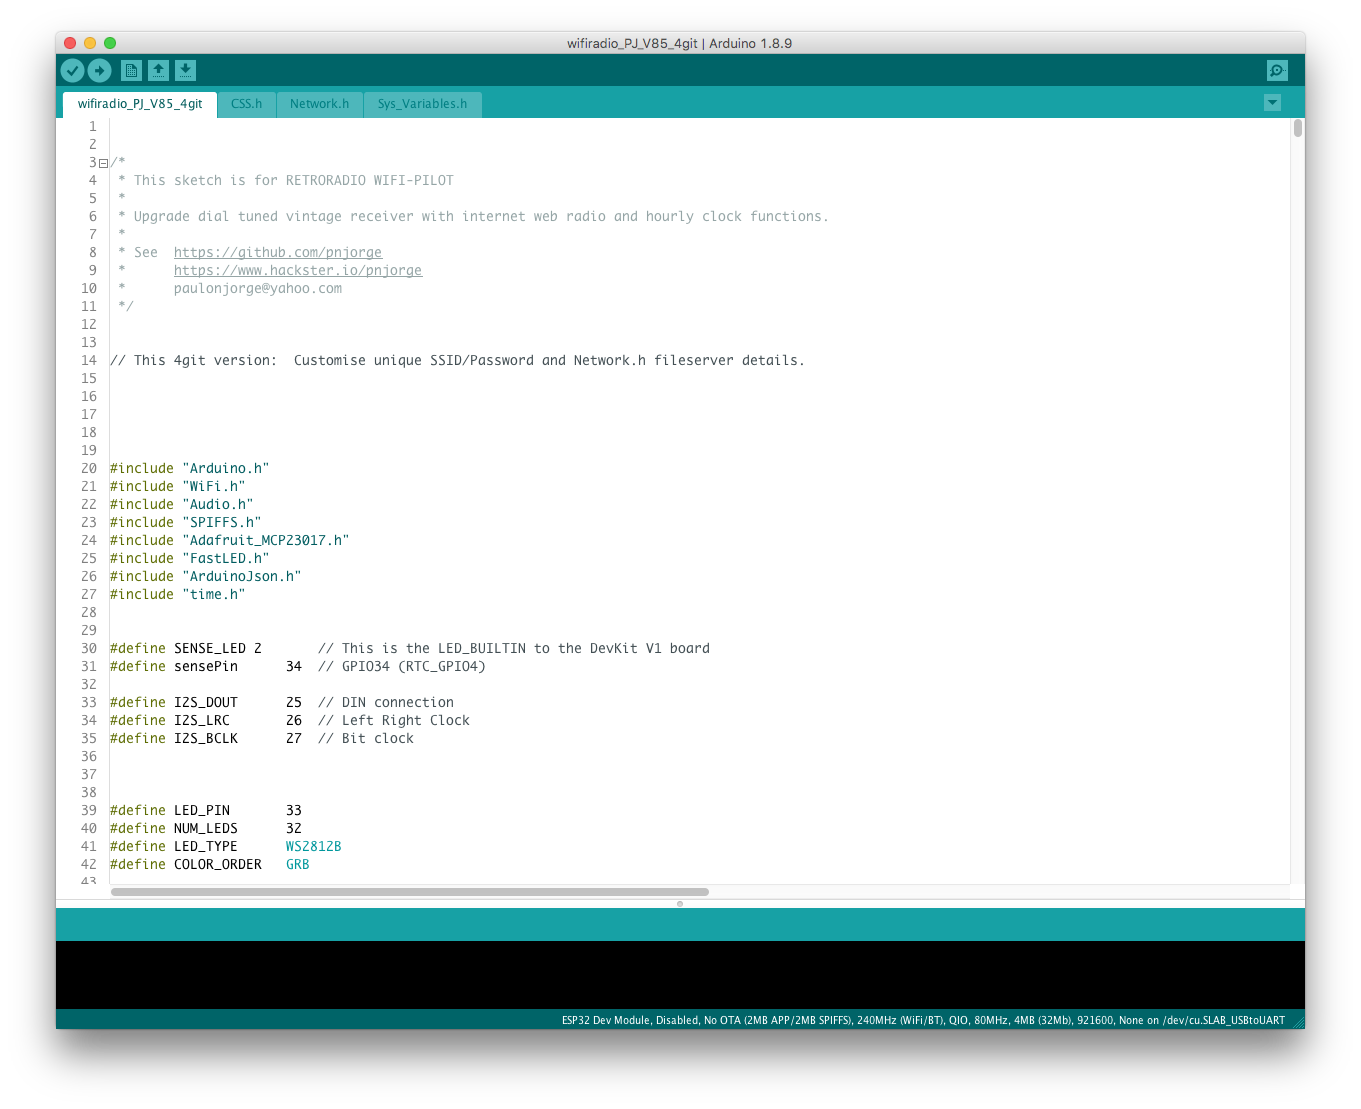 wifiradio_PJ_V85_4git | Arduino 1.8.9
wifiradio_PJ_V85_4git CSS.h Network.h Sys_Variables.h
1
2
3 /*
4 * This sketch is for RETRORADIO WIFI-PILOT
5 *
6 * Upgrade dial tuned vintage receiver with internet web radio and hourly clock functions.
7 *
8 * See https://github.com/pnjorge
9 * https://www.hackster.io/pnjorge
10 * paulonjorge@yahoo.com
11 */
12
13
14 // This 4git version: Customise unique SSID/Password and Network.h fileserver details.
15
16
17
18
19
20 #include "Arduino.h"
21 #include "WiFi.h"
22 #include "Audio.h"
23 #include "SPIFFS.h"
24 #include "Adafruit_MCP23017.h"
25 #include "FastLED.h"
26 #include "ArduinoJson.h"
27 #include "time.h"
28
29
30 #define SENSE_LED 2 // This is the LED_BUILTIN to the DevKit V1 board
31 #define sensePin 34 // GPIO34 (RTC_GPIO4)
32
33 #define I2S_DOUT 25 // DIN connection
34 #define I2S_LRC 26 // Left Right Clock
35 #define I2S_BCLK 27 // Bit clock
36
37
38
39 #define LED_PIN 33
40 #define NUM_LEDS 32
41 #define LED_TYPE WS2812B
42 #define COLOR_ORDER GRB
43
ESP32 Dev Module, Disabled, No OTA (2MB APP/2MB SPIFFS), 240MHz (WiFi/BT), QIO, 80MHz, 4MB (32Mb), 921600, None on /dev/cu.SLAB_USBtoUART